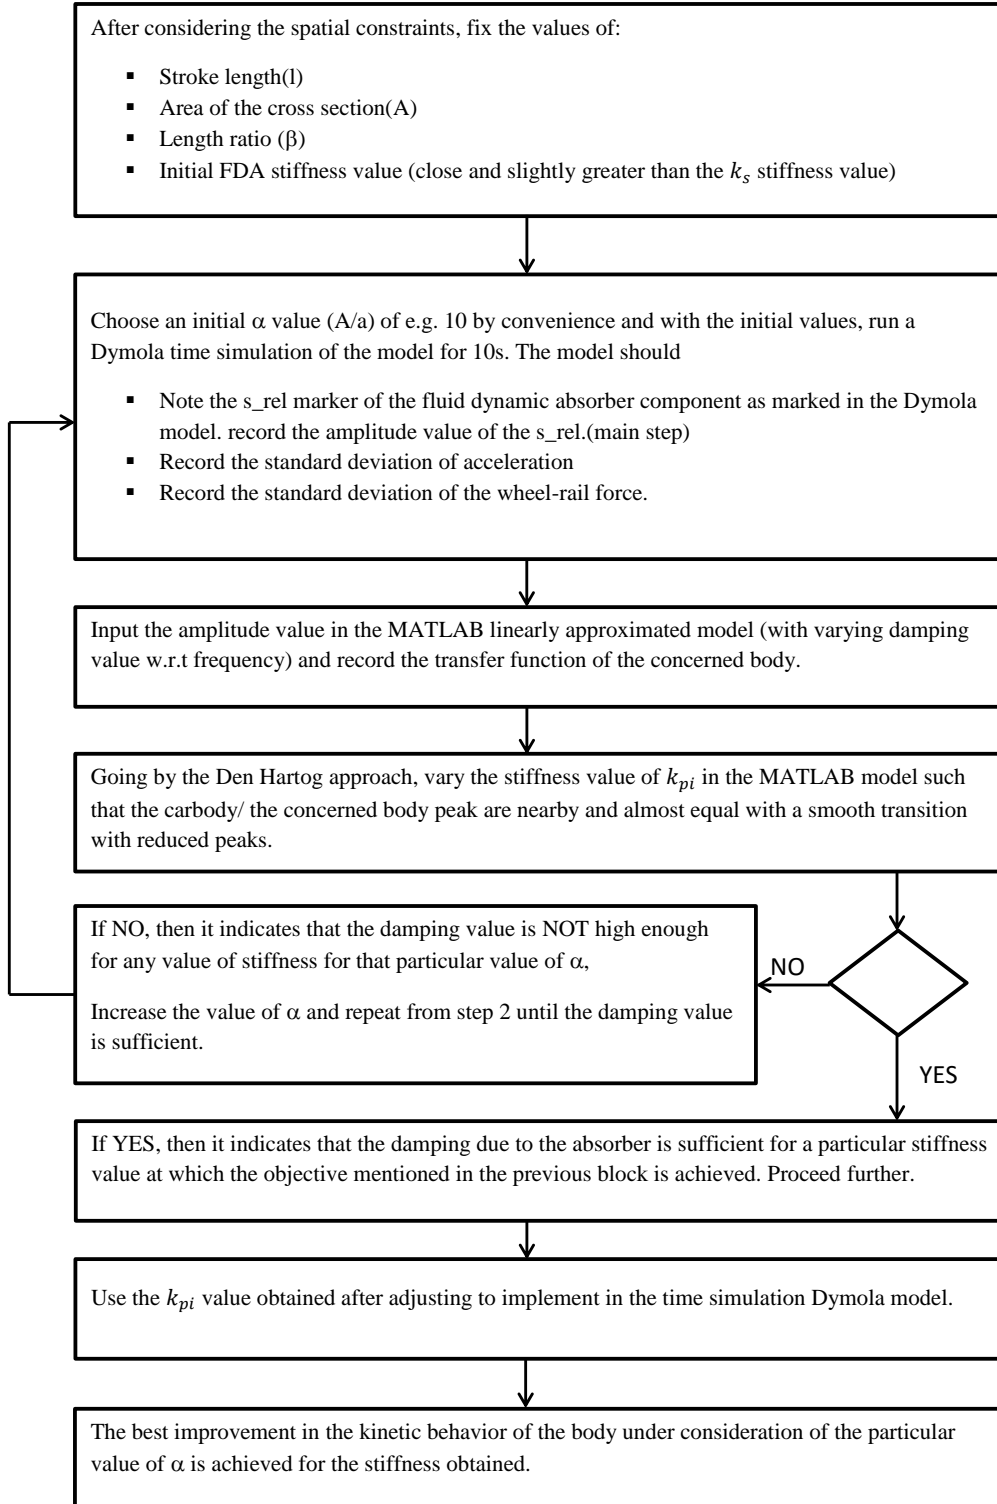 After considering the spatial constraints, fix the values of:
▪ Stroke length(l)
▪ Area of the cross section(A)
▪ Length ratio (β)
▪ Initial FDA stiffness value (close and slightly greater than the k_s stiffness value)
Choose an initial α value (A/a) of e.g. 10 by convenience and with the initial values, run a
Dymola time simulation of the model for 10s. The model should
▪ Note the s_rel marker of the fluid dynamic absorber component as marked in the Dymola
model. record the amplitude value of the s_rel.(main step)
▪ Record the standard deviation of acceleration
▪ Record the standard deviation of the wheel-rail force.
Input the amplitude value in the MATLAB linearly approximated model (with varying damping
value w.r.t frequency) and record the transfer function of the concerned body.
Going by the Den Hartog approach, vary the stiffness value of k_pi in the MATLAB model such
that the carbody/ the concerned body peak are nearby and almost equal with a smooth transition
with reduced peaks.
If NO, then it indicates that the damping value is NOT high enough
for any value of stiffness for that particular value of α,
Increase the value of α and repeat from step 2 until the damping value
is sufficient.
NO
YES
If YES, then it indicates that the damping due to the absorber is sufficient for a particular stiffness
value at which the objective mentioned in the previous block is achieved. Proceed further.
Use the k_pi value obtained after adjusting to implement in the time simulation Dymola model.
The best improvement in the kinetic behavior of the body under consideration of the particular
value of α is achieved for the stiffness obtained.